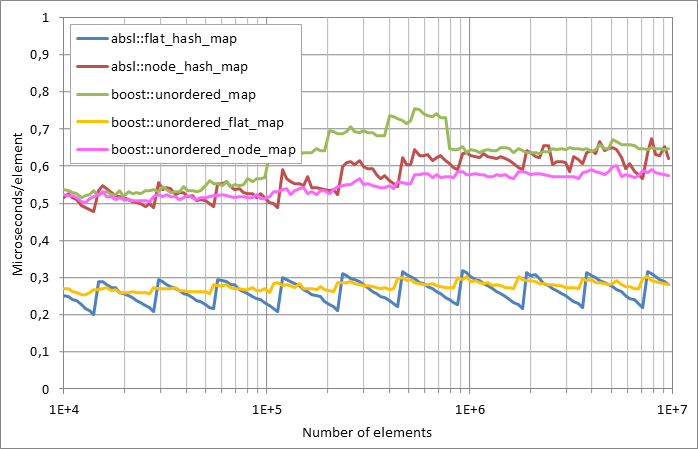 1
0,9
0,8
0,7
0,6
0,5
0,4
0,3
0,2
0,1
0
Microseconds/element
absl::flat_hash_map
absl::node_hash_map
boost::unordered_map
boost::unordered_flat_map
boost::unordered_node_map
1E+4 1E+5 1E+6 1E+7
Number of elements